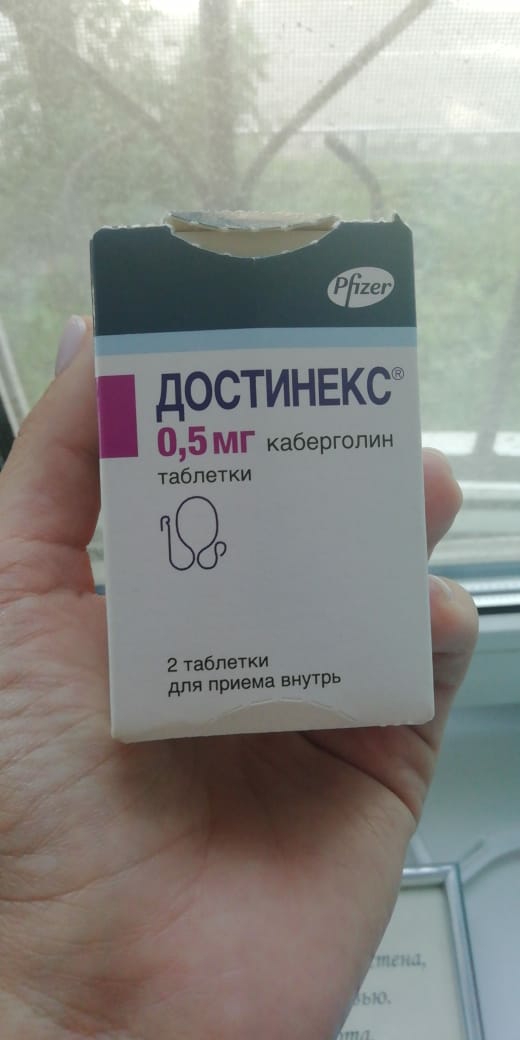 Pfizer
ДОСТИНЕКС®
0,5 мг каберголин
таблетки
2 таблетки
для приема внутрь